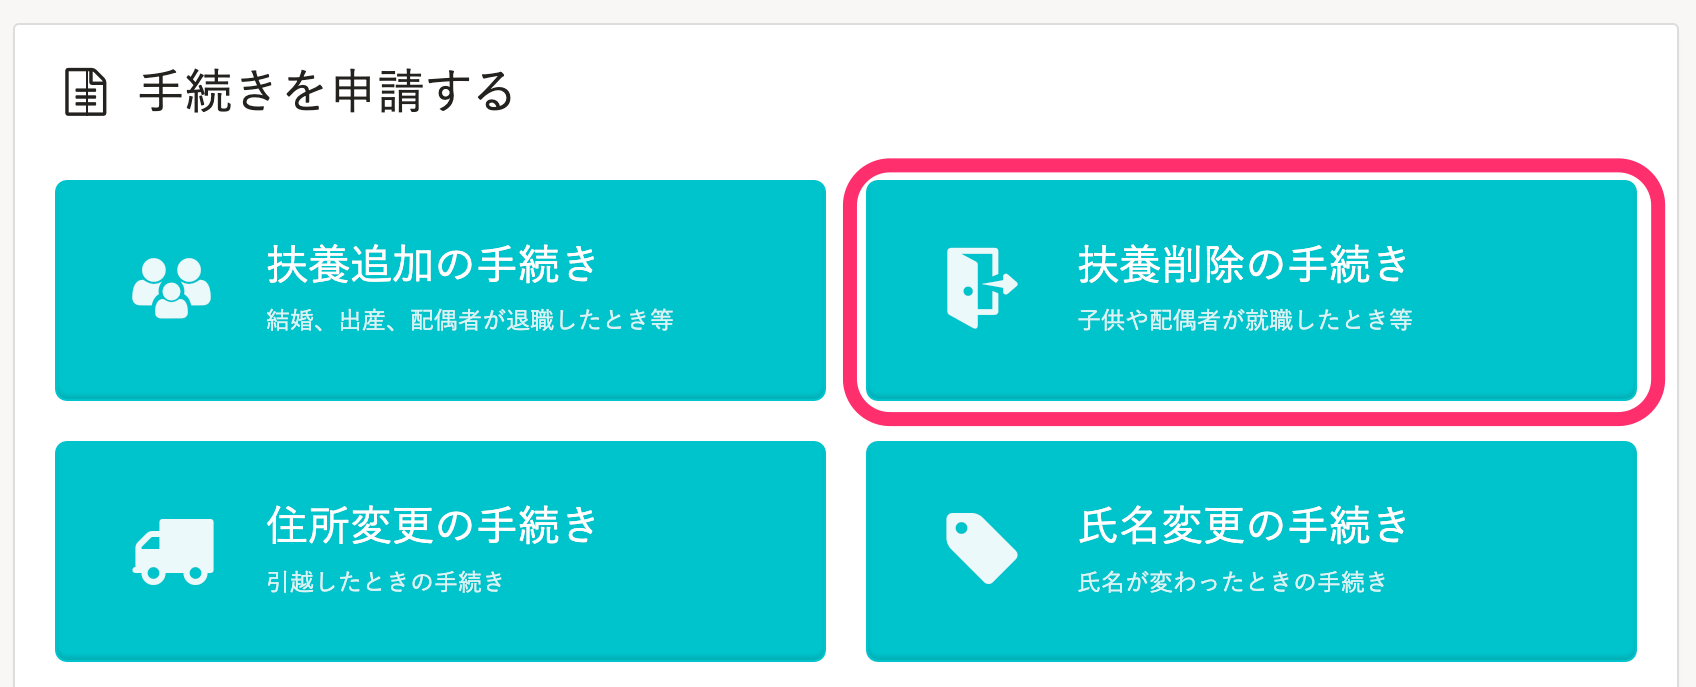 手続きを申請する
扶養追加の手続き
結婚、出産、配偶者が退職したとき等
扶養削除の手続き
子供や配偶者が就職したとき等
住所変更の手続き
引越したときの手続き
氏名変更の手続き
氏名が変わったときの手続き